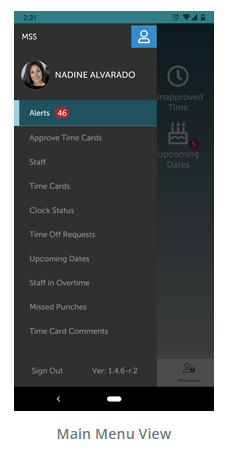 2:31
MSS
NADINE ALVARADO
Alerts 46
Approve Time Cards
Staff
Time Cards
Clock Status
Time Off Requests
Upcoming Dates
Staff in Overtime
Missed Punches
Time Card Comments
Sign Out Ver: 1.4.6-r.2
Unapproved
Time
5
Upcoming
Dates
Main Menu View